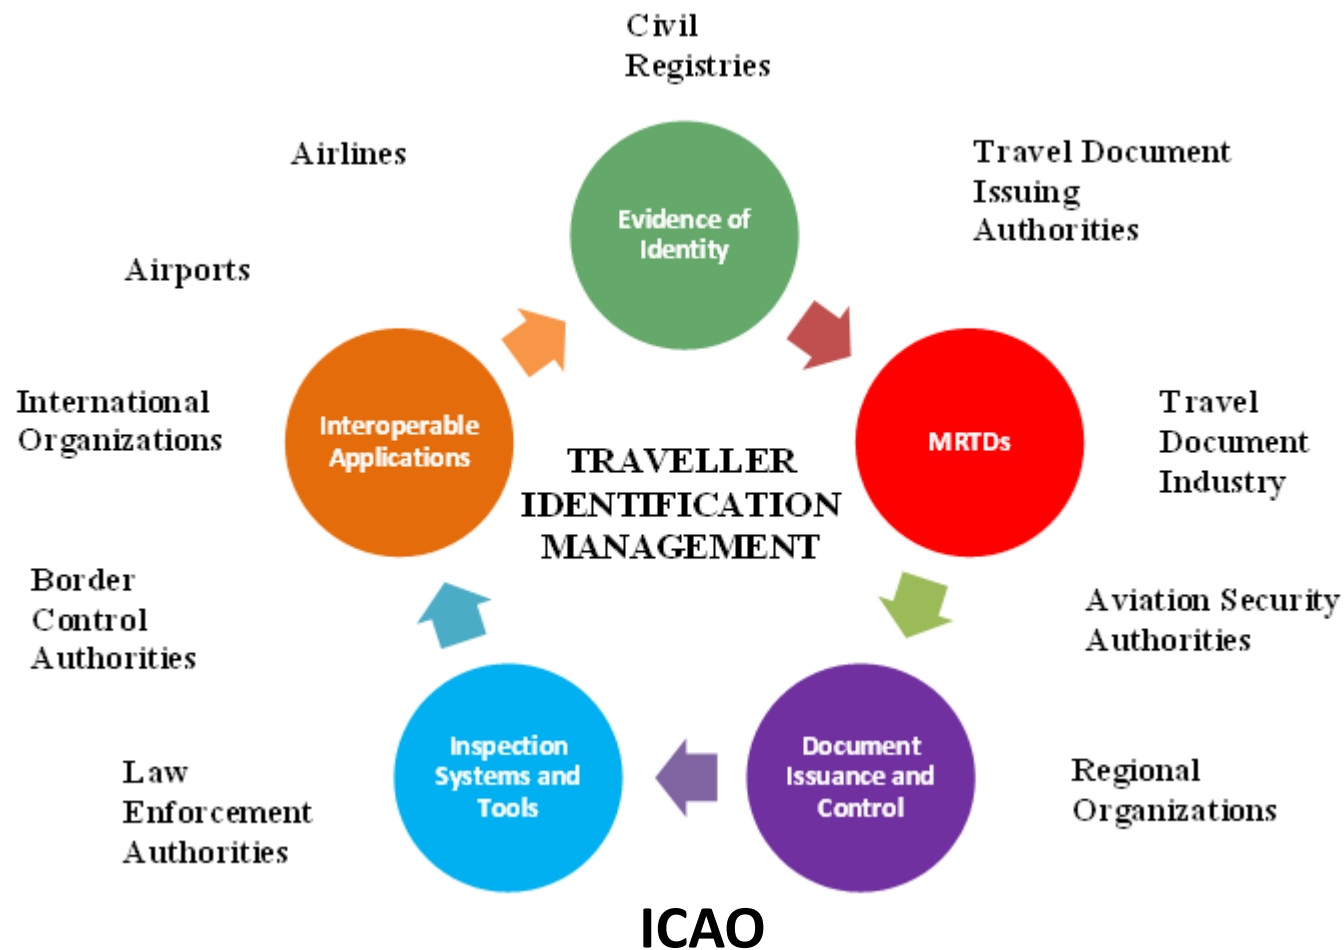 Civil
Registries
Airlines
Travel Document
Issuing
Authorities
Evidence of
Identity
Airports
International
Organizations
Interoperable
Applications
MRTDs
Travel
Document
Industry
TRAVELLER
IDENTIFICATION
MANAGEMENT
Border
Control
Authorities
Aviation Security
Authorities
Inspection
Systems and
Tools
Document
Issuance and
Control
Law
Enforcement
Authorities
Regional
Organizations
ICAO